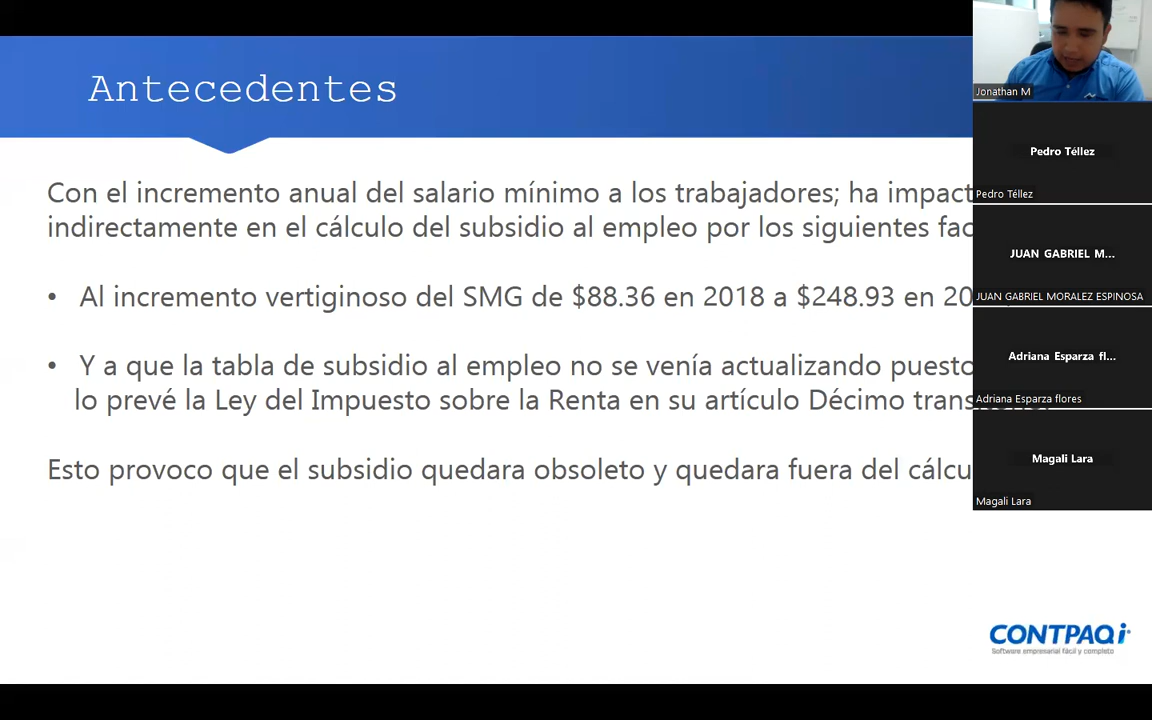 Antecedentes
Con el incremento anual del salario mínimo a los trabajadores; ha
indirectamente en el cálculo del subsidio al empleo por los siguientes
• Al incremento vertiginoso del SMG de $88.36 en 2018 a $248.93 en
• Y a que la tabla de subsidio al empleo no se venía actualizando puesto
lo prevé la Ley del Impuesto sobre la Renta en su artículo Décimo
Esto provoco que el subsidio quedara obsoleto y quedara fuera del
CONTPAQi
Software empresarial fácil y completo
Jonathan M
Pedro Téllez
Pedro Téllez
JUAN GABRIEL M...
JUAN GABRIEL MORALEZ ESPINOSA
Adriana Esparza fl...
Adriana Esparza flores
Magali Lara
Magali Lara